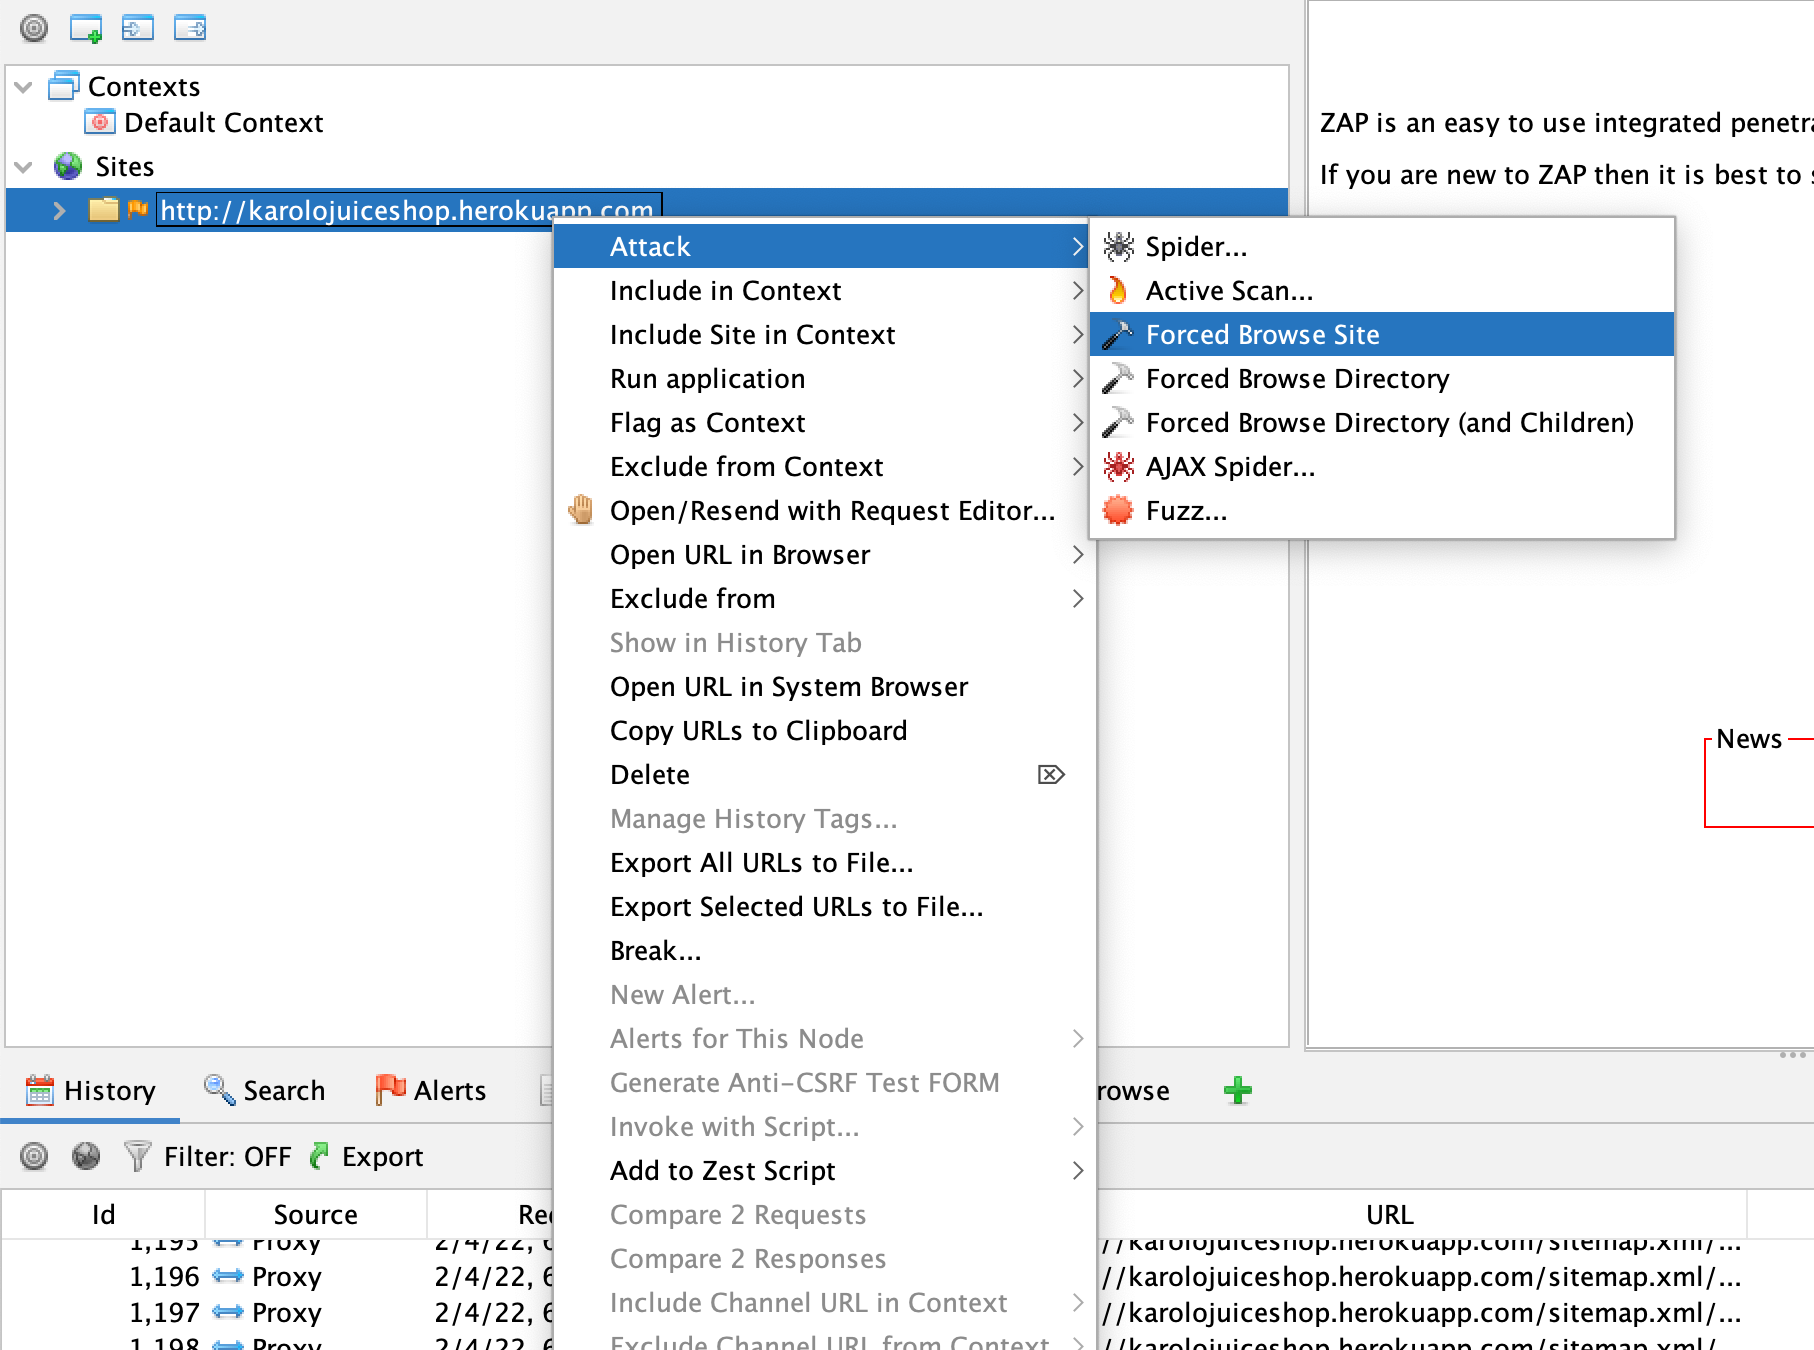 Contexts
Default Context
Sites
http://karolojuiceshop.herokuapp.com
ZAP is an easy to use integrated
If you are new to ZAP then it is best to
Attack
Include in Context
Include Site in Context
Run application
Flag as Context
Exclude from Context
Open/Resend with Request Editor...
Open URL in Browser
Exclude from
Show in History Tab
Open URL in System Browser
Copy URLs to Clipboard
Delete
Manage History Tags...
Export All URLs to File...
Export Selected URLs to File...
Break...
New Alert...
Alerts for This Node
Generate Anti-CSRF Test FORM
Invoke with Script...
Add to Zest Script
Compare 2 Requests
Compare 2 Responses
Include Channel URL in Context
Exclude Channel URL from Context
Spider...
Active Scan...
Forced Browse Site
Forced Browse Directory
Forced Browse Directory (and Children)
AJAX Spider...
Fuzz...
News
History Search Alerts rowse
Filter: OFF Export
Id Source URL
1,195 Proxy 2/4/22, 6 //karolojuiceshop.herokuapp.com/sitemap.xml/...
1,196 Proxy 2/4/22, 6 //karolojuiceshop.herokuapp.com/sitemap.xml/...
1,197 Proxy 2/4/22, 6 //karolojuiceshop.herokuapp.com/sitemap.xml/...
1,198 Proxy 2/4/22, 6 //karolojuiceshop.herokuapp.com/sitemap.xml/...